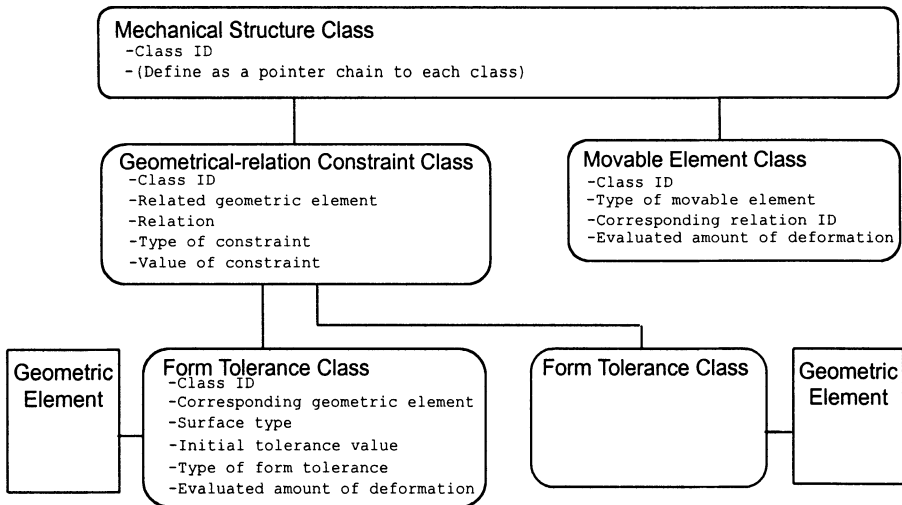 Mechanical Structure Class
-Class ID
-(Define as a pointer chain to each class)
Geometrical-relation Constraint Class
-Class ID
-Related geometric element
-Relation
-Type of constraint
-Value of constraint
Movable Element Class
-Class ID
-Type of movable element
-Corresponding relation ID
-Evaluated amount of deformation
Geometric
Element
Form Tolerance Class
-Class ID
-Corresponding geometric element
-Surface type
-Initial tolerance value
-Type of form tolerance
-Evaluated amount of deformation
Form Tolerance Class
Geometric
Element